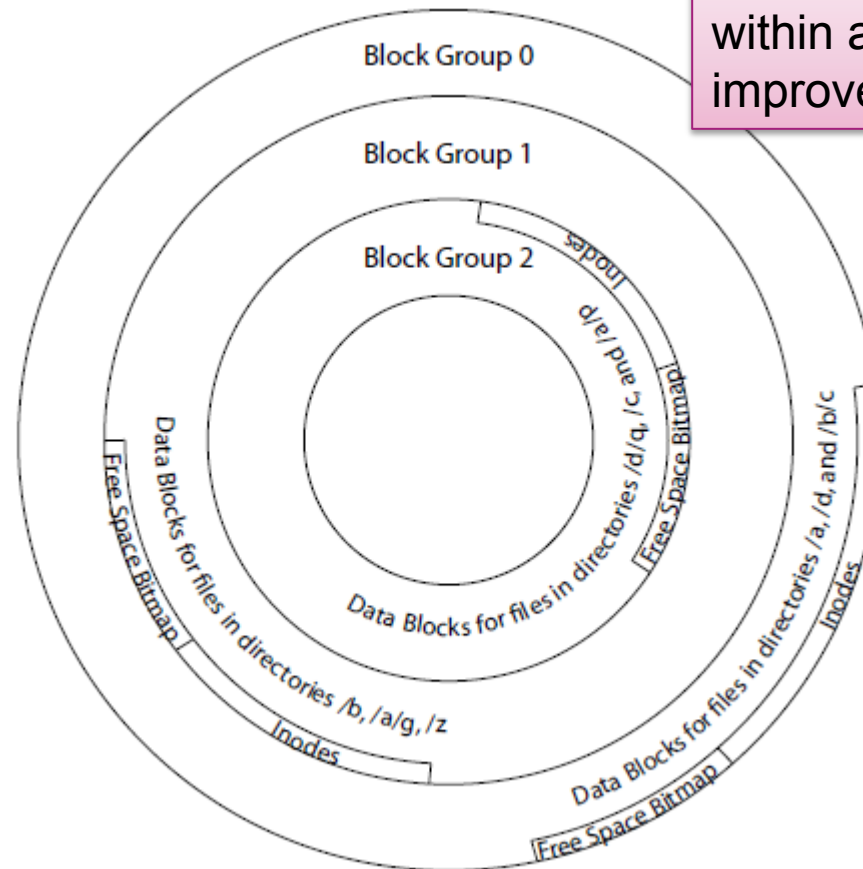 within a
improve
Block Group 0
Block Group 1
Block Group 2
Inodes
Data Blocks for files in directories /d/q, /c, and /a/p
Free Space Bitmap
Data Blocks for files in directories /b, /a/g, /z
Free Space Bitmap
Inodes
Data Blocks for files in directories /a, /d, and /b/c
Inodes
Free Space Bitmap